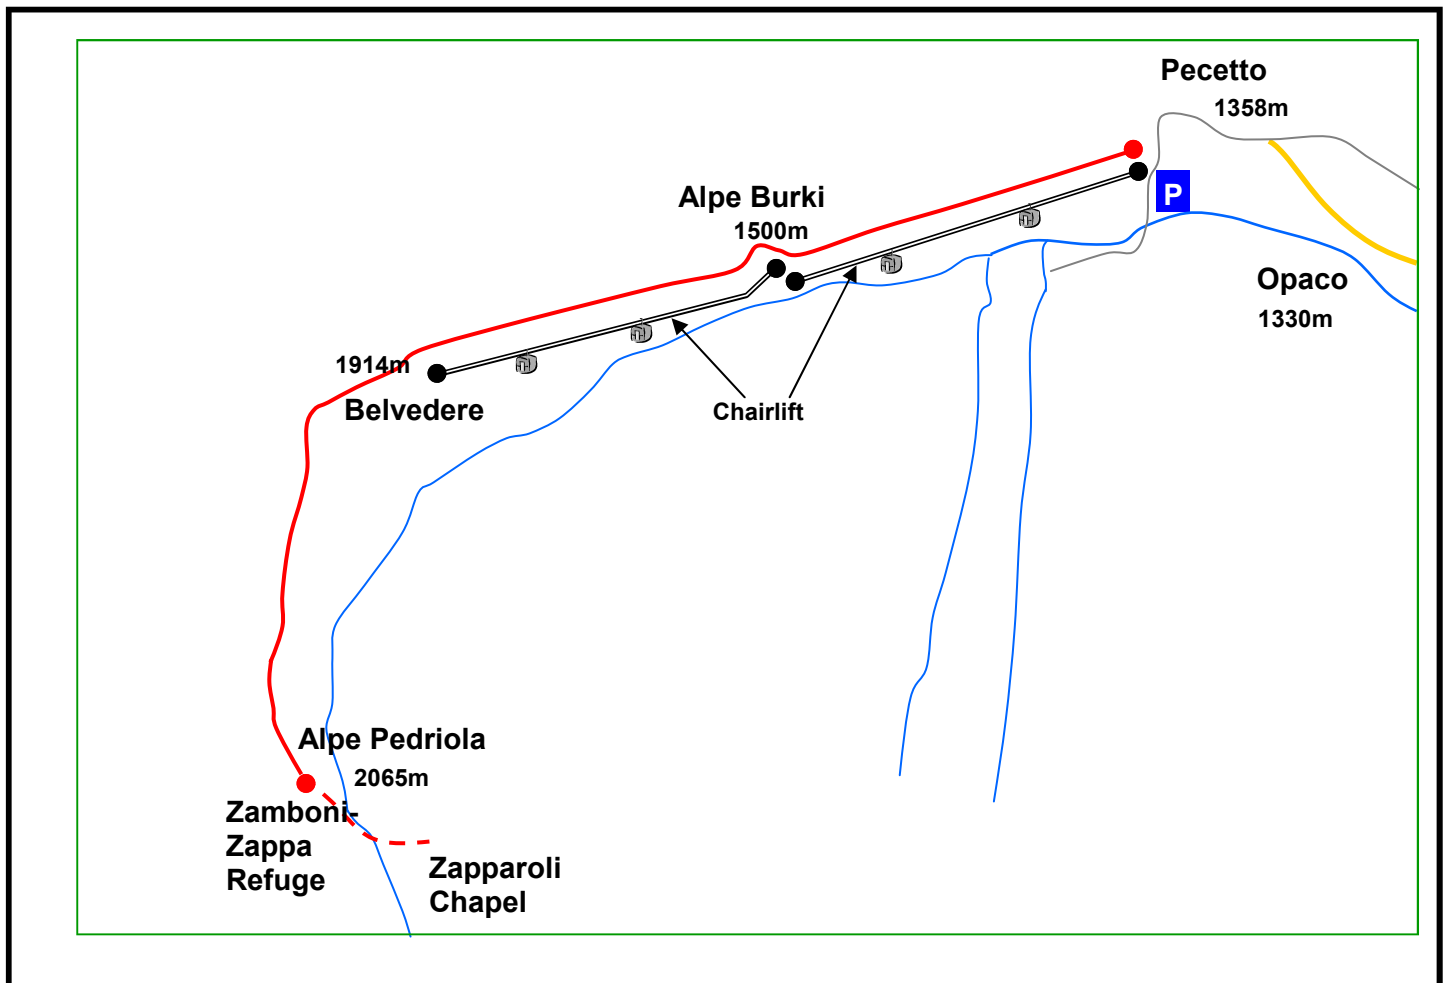 Pecetto
1358m
P
Alpe Burki
1500m
Opaco
1330m
1914m
Belvedere
Chairlift
Alpe Pedriola
2065m
Zamboni-
Zappa
Refuge
Zapparoli
Chapel